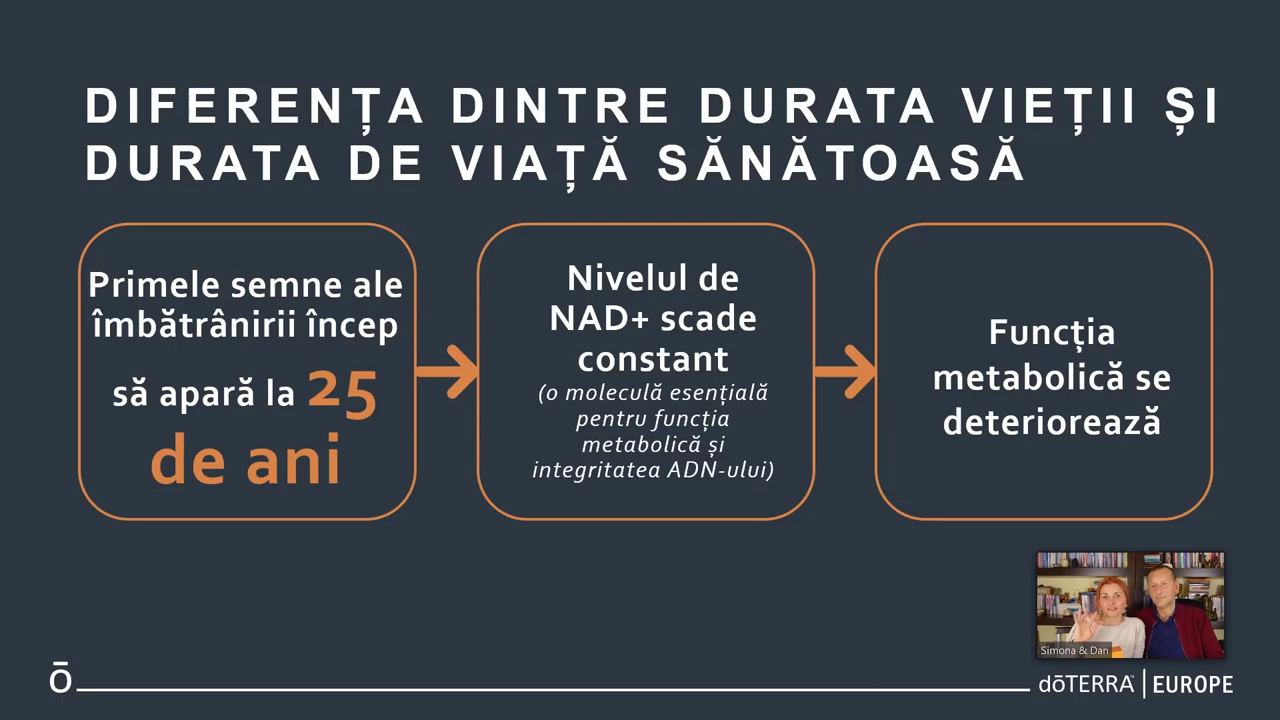 DIFERENȚA DINTRE DURATA VIEȚII ȘI
DURATA DE VIAȚĂ SĂNĂTOASĂ
Primele semne ale
îmbătrânirii încep
să apară la 25
de ani
Nivelul de
NAD+ scade
constant
(o moleculă esențială
pentru funcția
metabolică și
integritatea ADN-ului)
Funcția
metabolică se
deteriorează
Simona & Dan
ō
dōTERRA | EUROPE